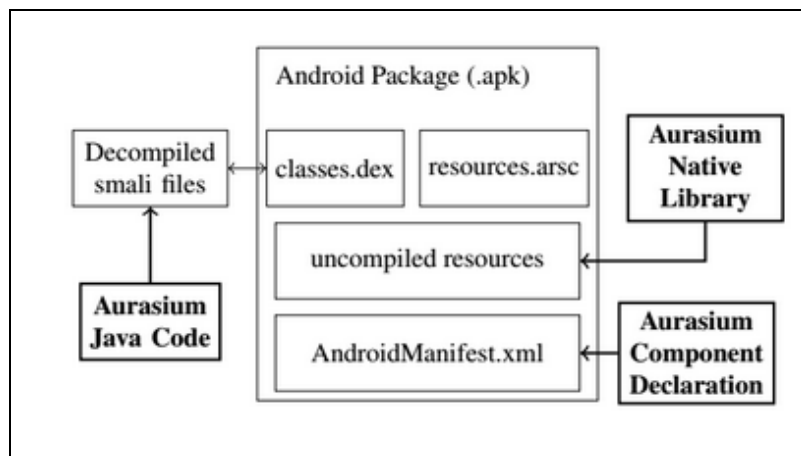 Android Package (.apk)
Decompiled
smali files
classes.dex
resources.arsc
Aurasium
Native
Library
uncompiled resources
Aurasium
Java Code
AndroidManifest.xml
Aurasium
Component
Declaration